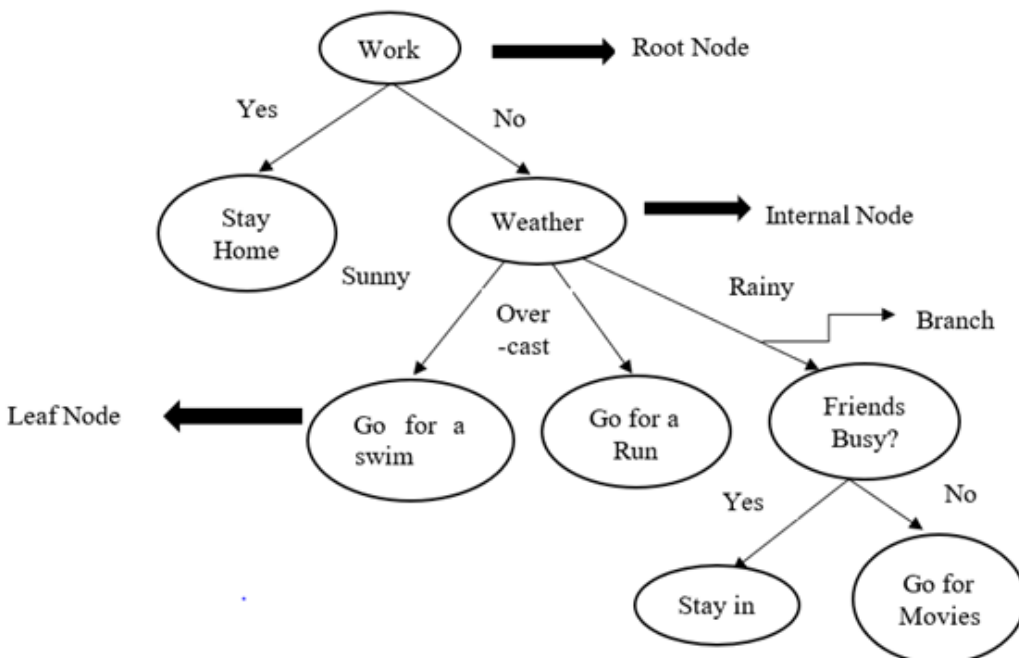 Work
Root Node
Yes
No
Stay
Home
Weather
Internal Node
Sunny
Over
-cast
Rainy
Branch
Leaf Node
Go for a
swim
Go for a
Run
Friends
Busy?
Yes
No
Stay in
Go for
Movies